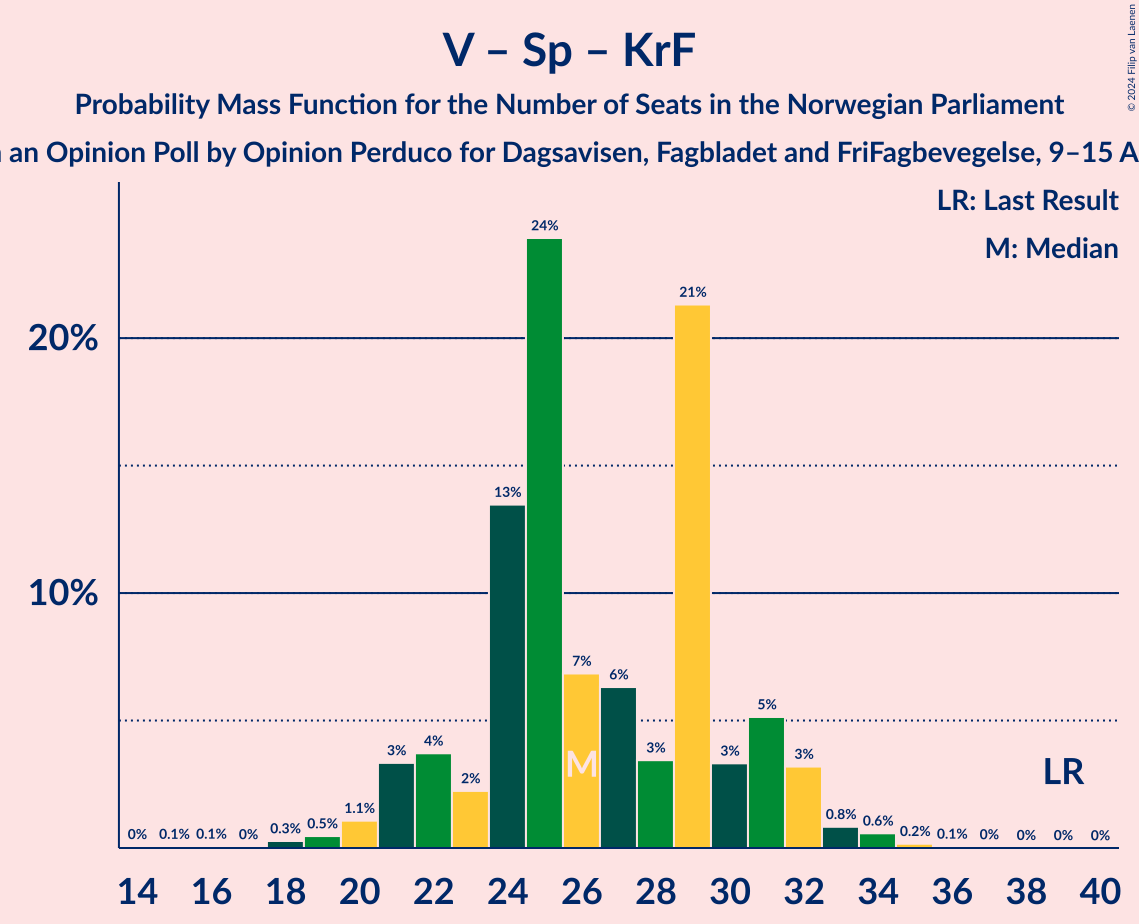 V – Sp – KrF
Probability Mass Function for the Number of Seats in the Norwegian Parliament
an Opinion Poll by Opinion Perduco for Dagsavisen, Fagbladet and FriFagbevegelse, 9–15 A
© 2024 Filip van Laenen
LR: Last Result
M: Median
24%
21%
20%
13%
10%
7%
6%
5%
4%
3%
3%
3%
3%
2%
1.1%
0.8%
0.6%
0.5%
0.3%
0.2%
0% 0.1% 0.1% 0%
0.1% 0% 0% 0% 0%
M
LR
14 16 18 20 22 24 26 28 30 32 34 36 38 40